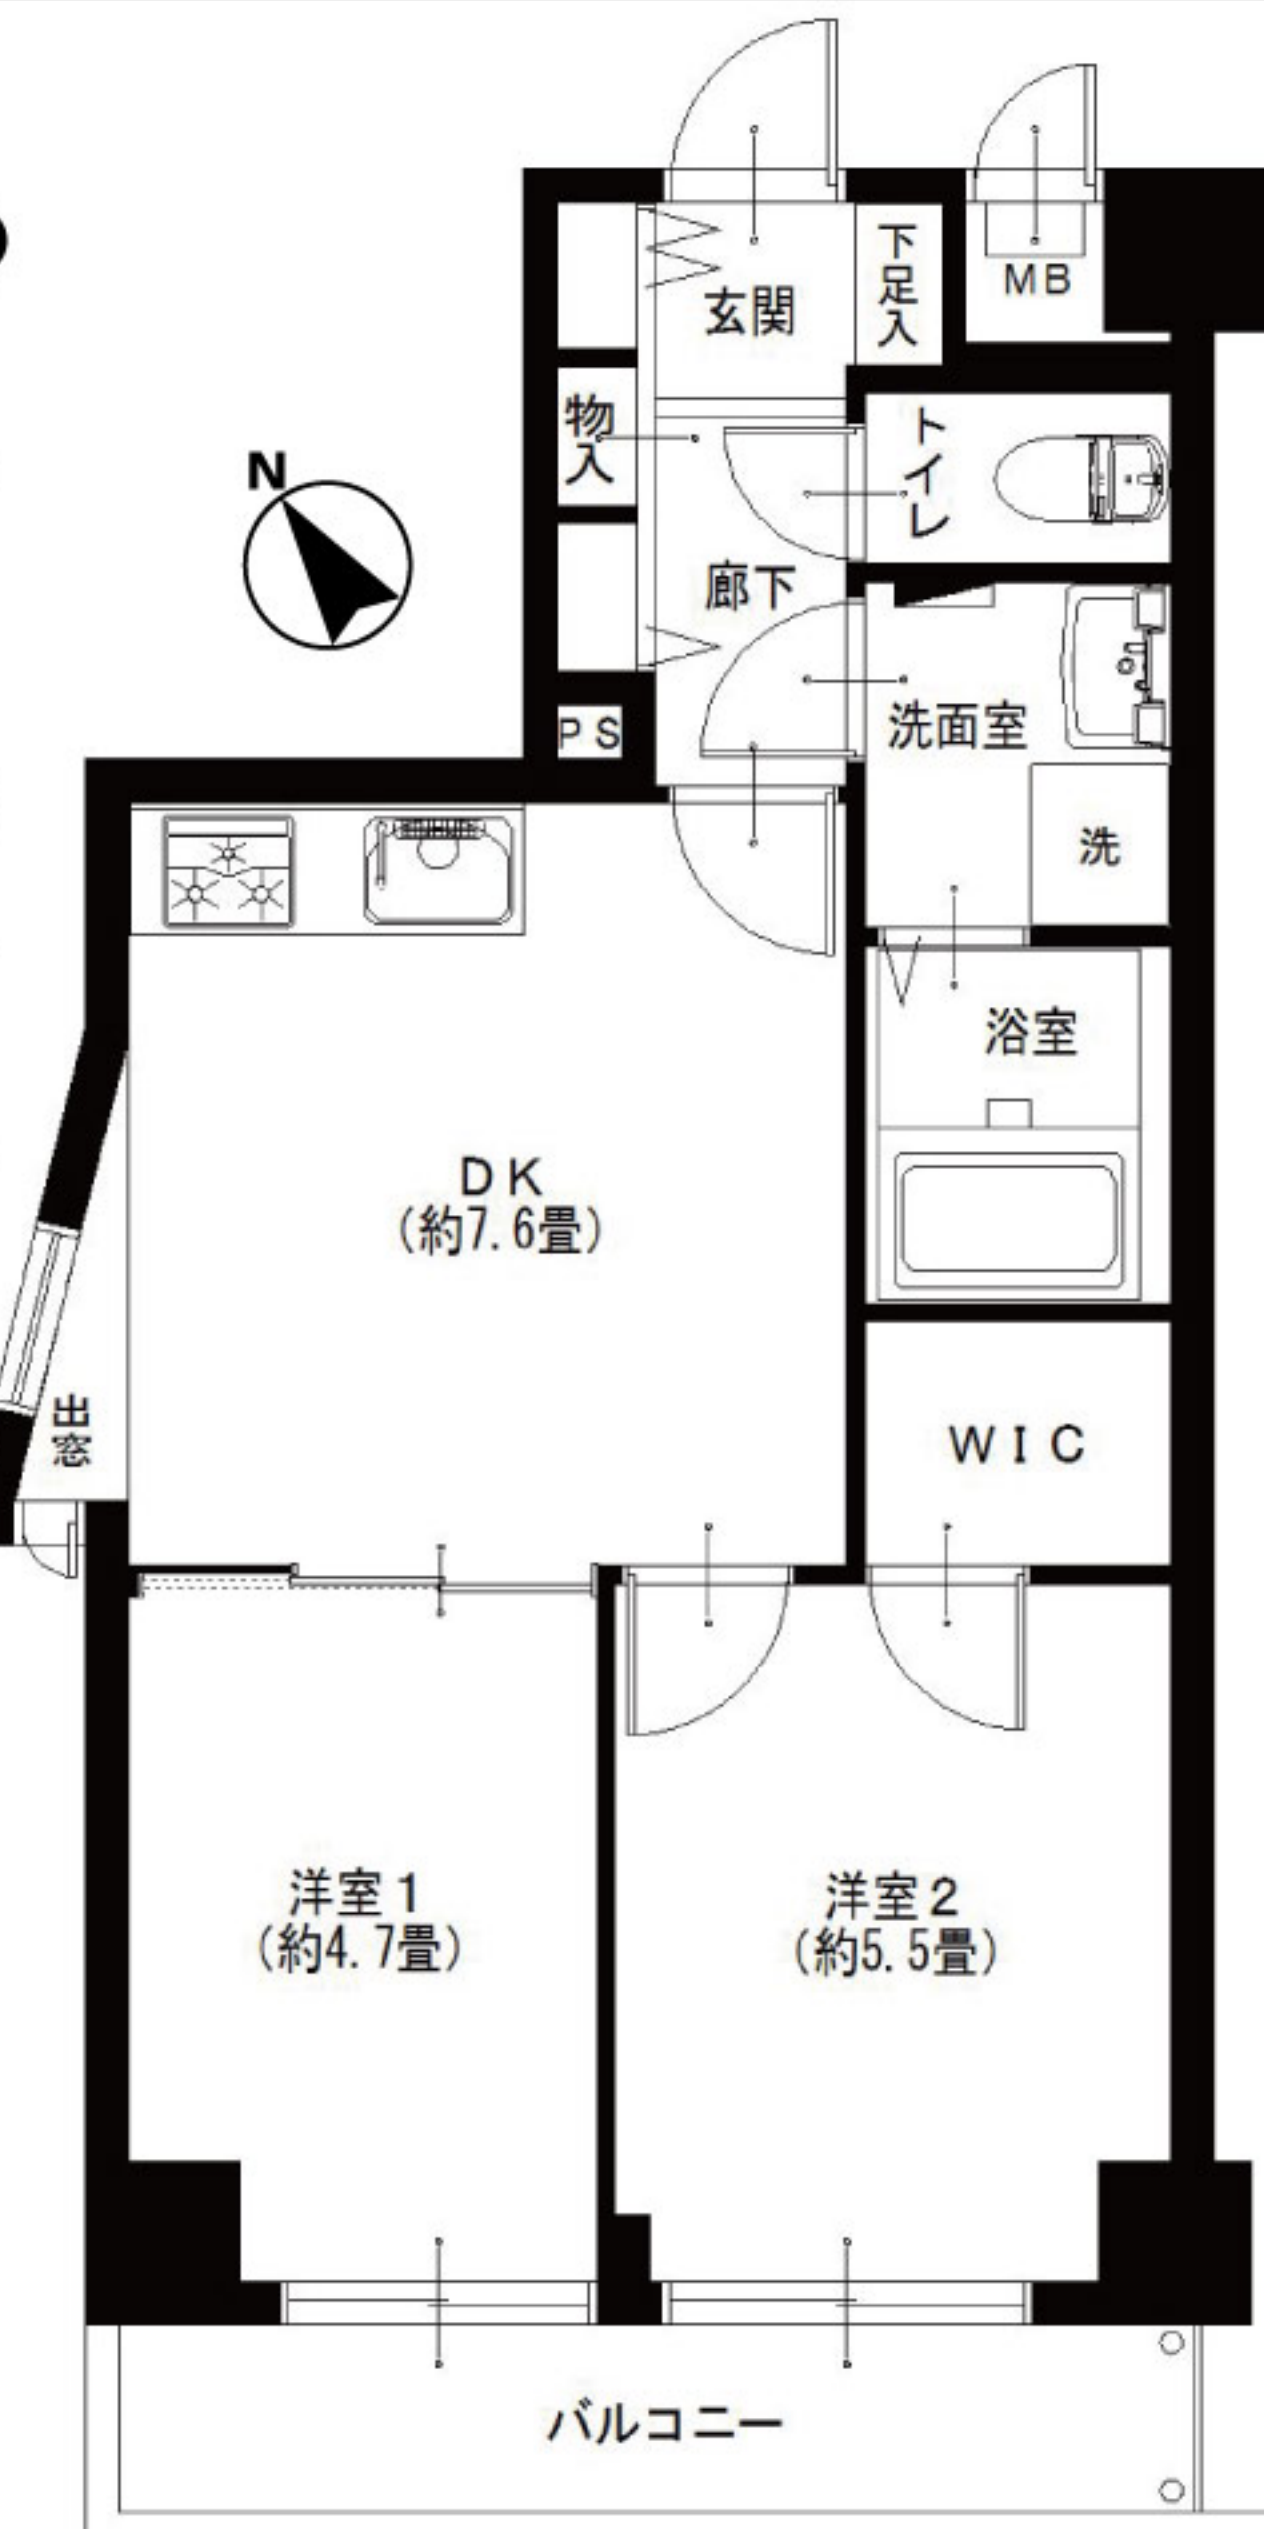 玄関
下足入
MB
物入
トイレ
N
廊下
PS
洗面室
洗
浴室
DK
(約7.6畳)
出窓
WIC
洋室1
(約4.7畳)
洋室2
(約5.5畳)
バルコニー